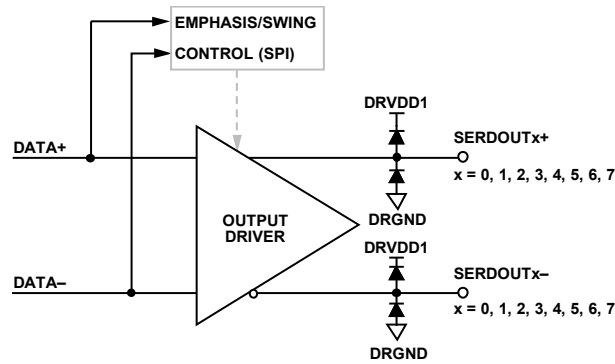 EMPHASIS/SWING
CONTROL (SPI)
DRVDD1
DATA+
SERDOUTx+
x = 0, 1, 2, 3, 4, 5, 6, 7
OUTPUT
DRIVER
DRGND
DRVDD1
DATA–
SERDOUTx–
x = 0, 1, 2, 3, 4, 5, 6, 7
DRGND